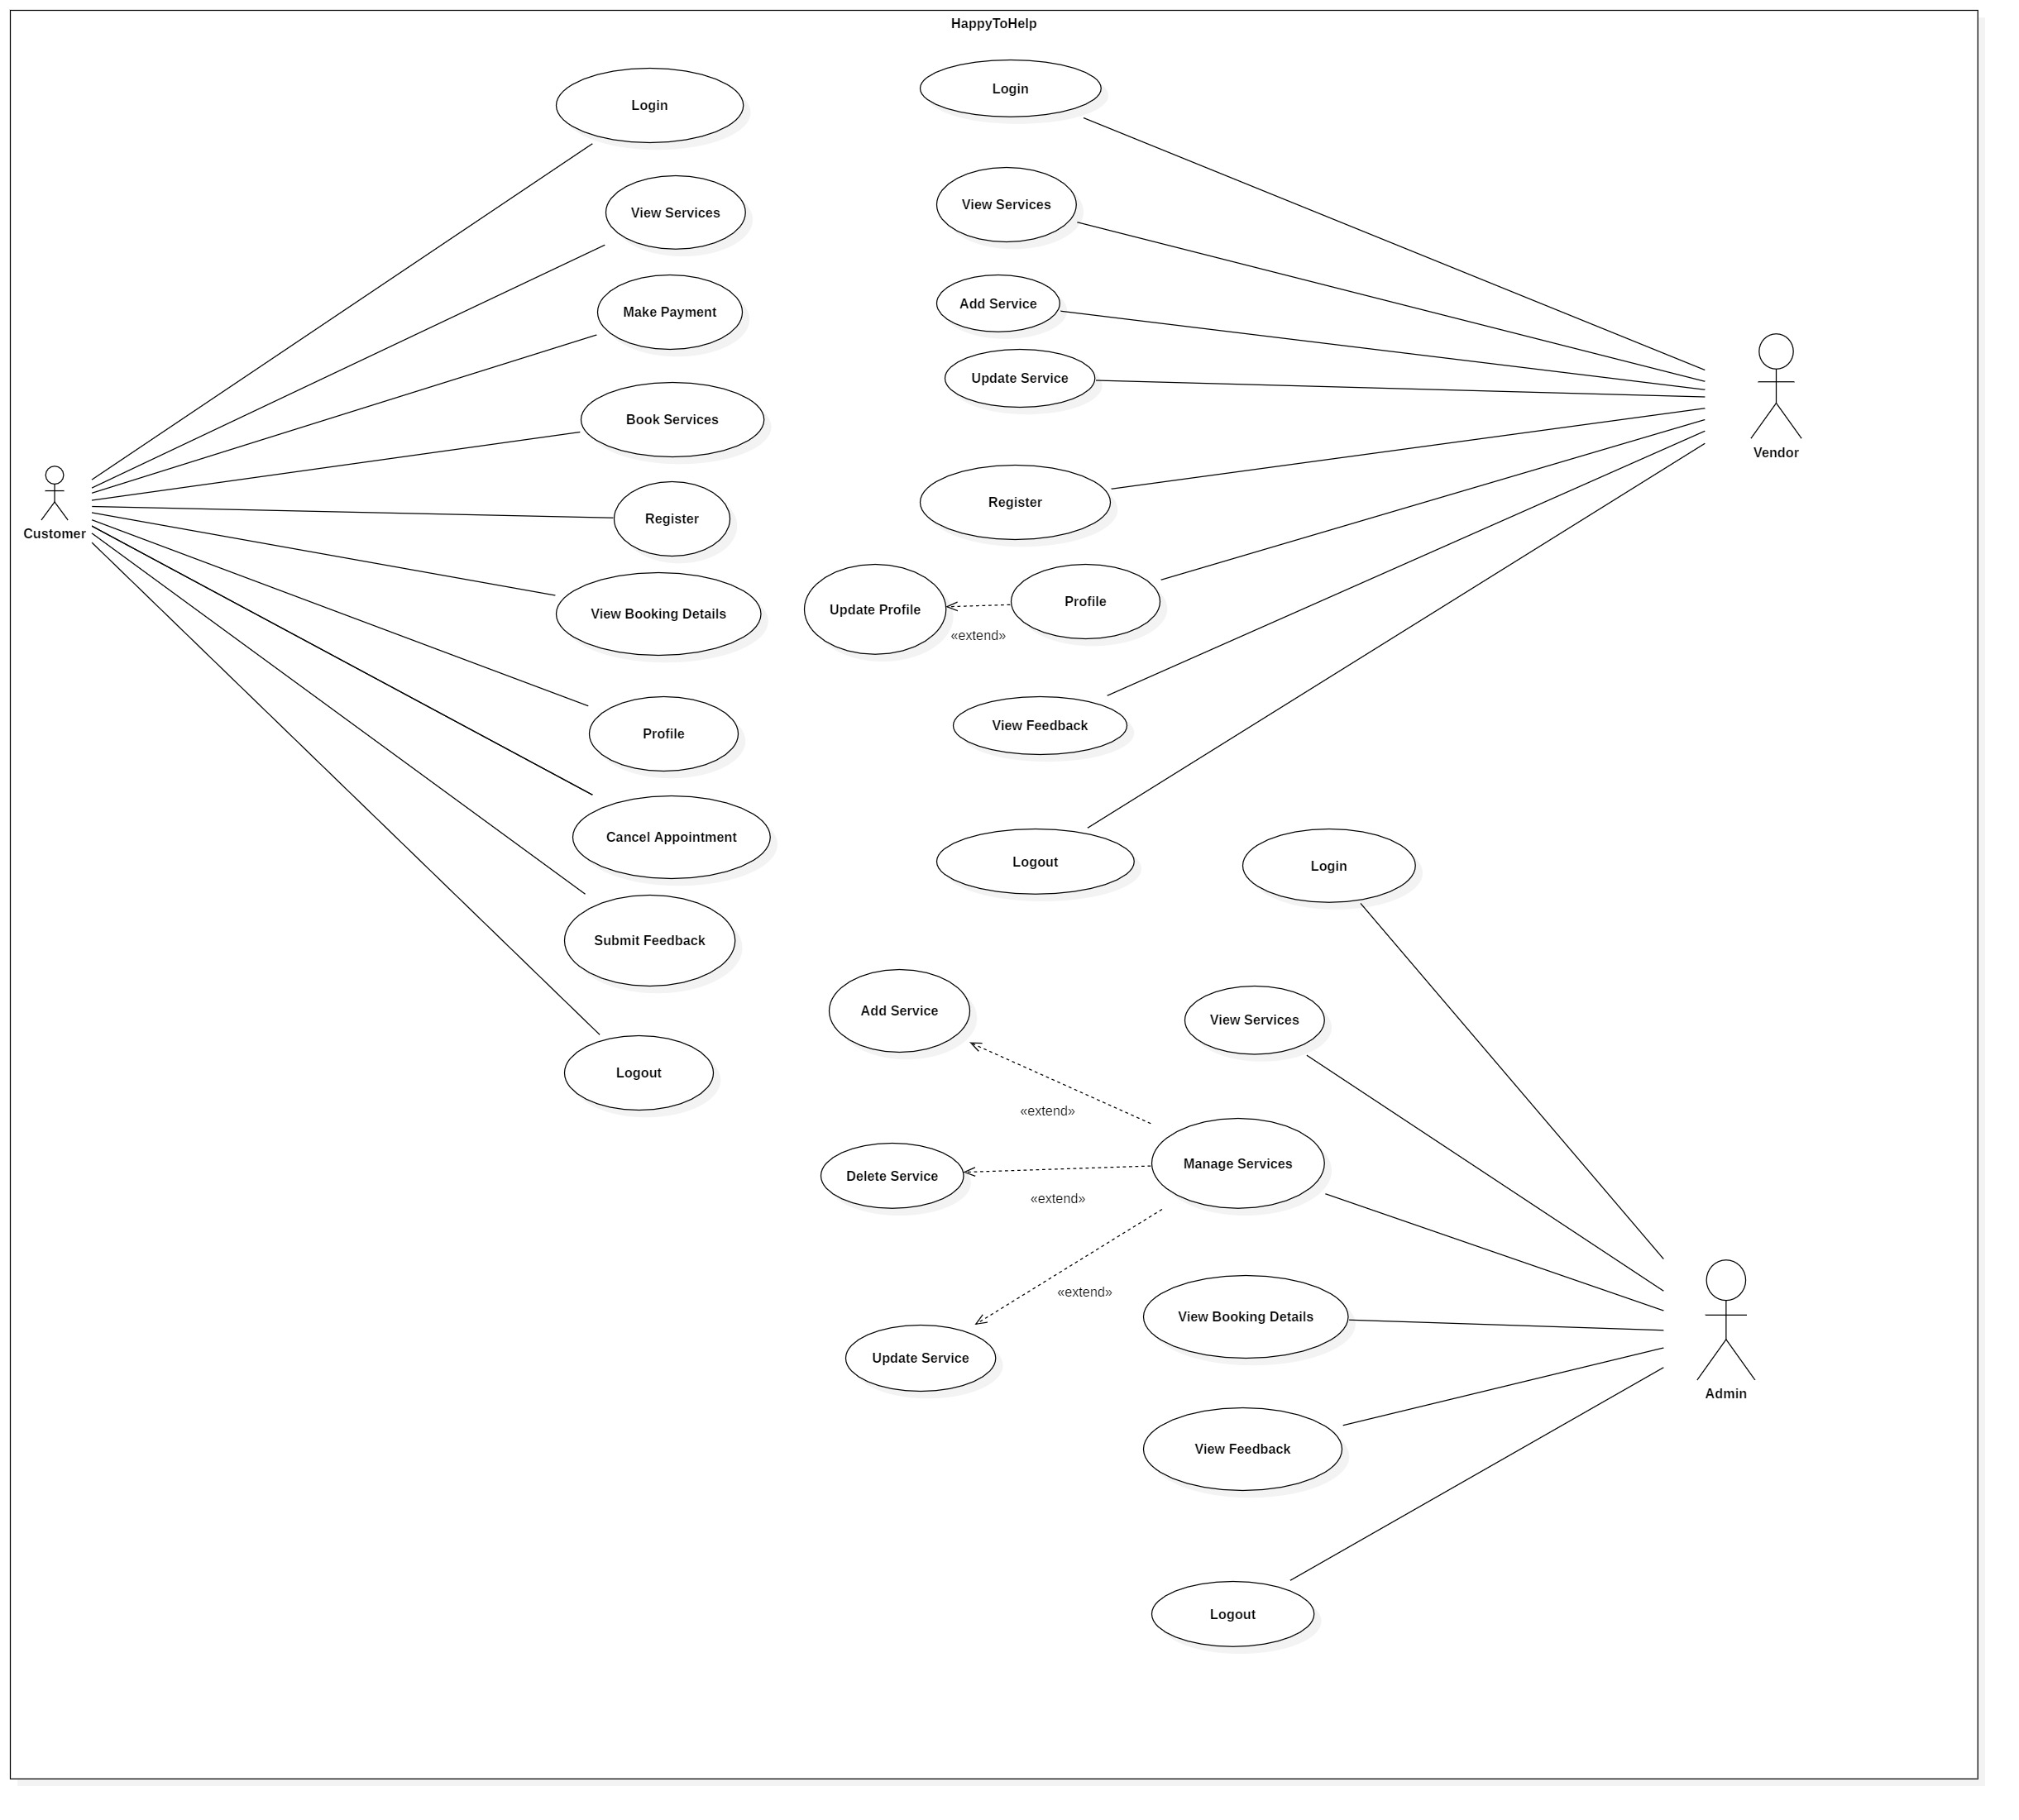 HappyToHelp
Login
View Services
Make Payment
Book Services
Register
View Booking Details
Profile
Cancel Appointment
Submit Feedback
Logout
Customer
Login
View Services
Add Service
Update Service
Register
Update Profile
«extend»
Profile
View Feedback
Logout
Vendor
Login
View Services
Add Service
«extend»
Manage Services
Delete Service
«extend»
«extend»
Update Service
View Booking Details
View Feedback
Logout
Admin